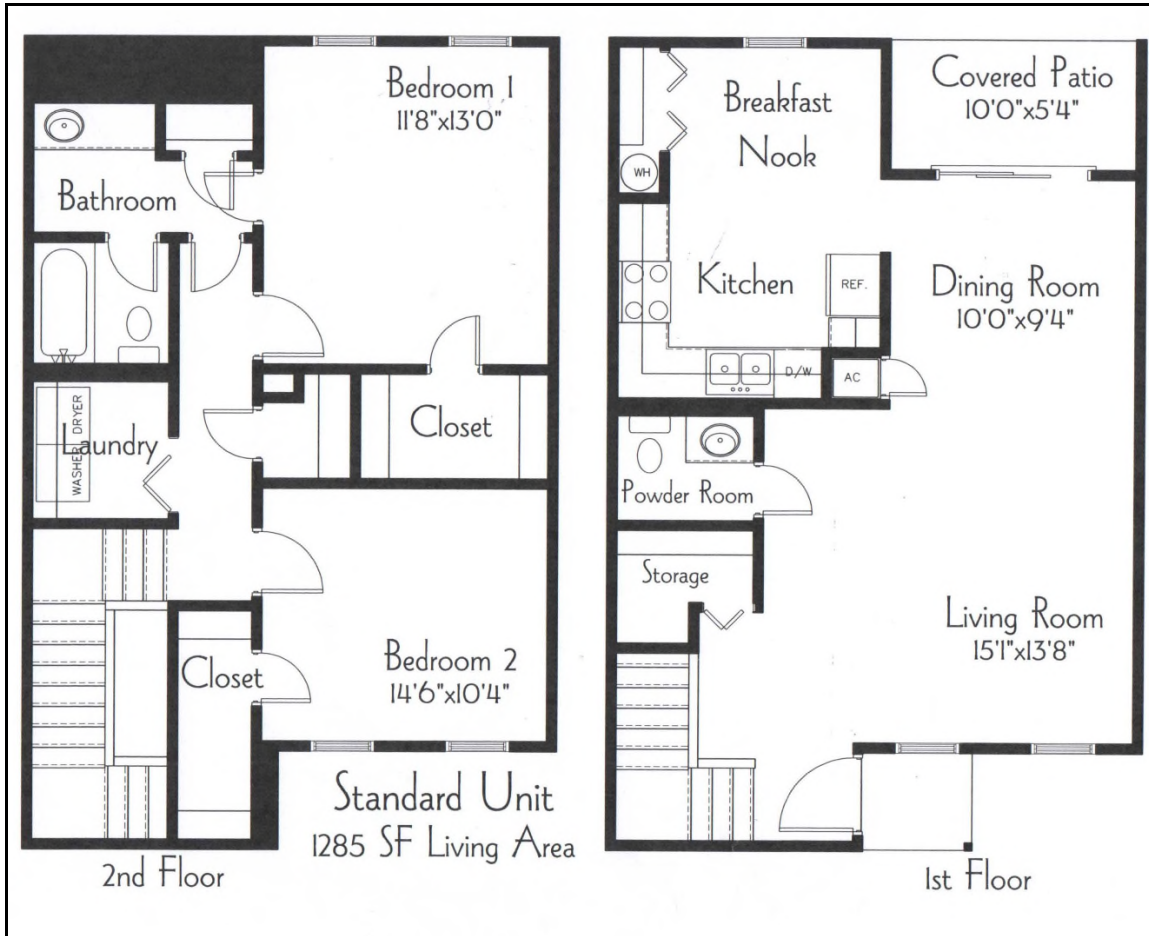 Bedroom 1
11'8"x13'0"
Bathroom
Closet
Laundry
WASHER DRYER
Bedroom 2
14'6"x10'4"
Closet
Standard Unit
1285 SF Living Area
2nd Floor
Covered Patio
10'0"x5'4"
Breakfast
Nook
WH
Kitchen
REF.
Dining Room
10'0"x9'4"
D/W
AC
Powder Room
Storage
Living Room
15'1"x13'8"
1st Floor